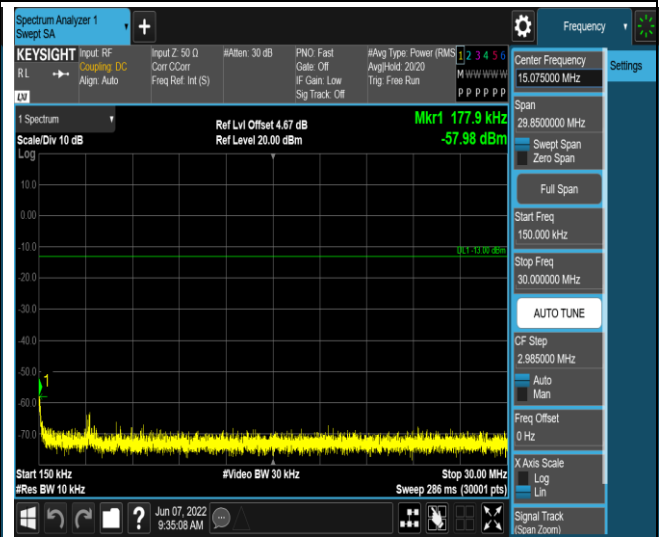 Spectrum Analyzer 1
Swept SA
Frequency
KEYSIGHT
RL
LXI
Input: RF
Coupling: DC
Align: Auto
Input Z: 50 Ω
Corr CCorr
Freq Ref: Int (S)
#Atten: 30 dB
PNO: Fast
Gate: Off
IF Gain: Low
Sig Track: Off
#Avg Type: Power (RMS
Avg|Hold: 20/20
Trig: Free Run
1 2 3 4 5 6
M W W W W W
P P P P P P
Center Frequency
15.075000 MHz
Settings
Span
29.8500000 MHz
Swept Span
Zero Span
Full Span
Start Freq
150.000 kHz
Stop Freq
30.000000 MHz
AUTO TUNE
CF Step
2.985000 MHz
Auto
Man
Freq Offset
0 Hz
X Axis Scale
Log
Lin
Signal Track
(Span Zoom)
1 Spectrum
Scale/Div 10 dB
Log
Ref Lvl Offset 4.67 dB
Ref Level 20.00 dBm
Mkr1 177.9 kHz
-57.98 dBm
10.0
0.00
-10.0
DL1 -13.00 dBm
-20.0
-30.0
-40.0
-50.0
1
-60.0
-70.0
Start 150 kHz
#Video BW 30 kHz
Stop 30.00 MHz
#Res BW 10 kHz
Sweep 286 ms (30001 pts)
Jun 07, 2022
9:35:08 AM